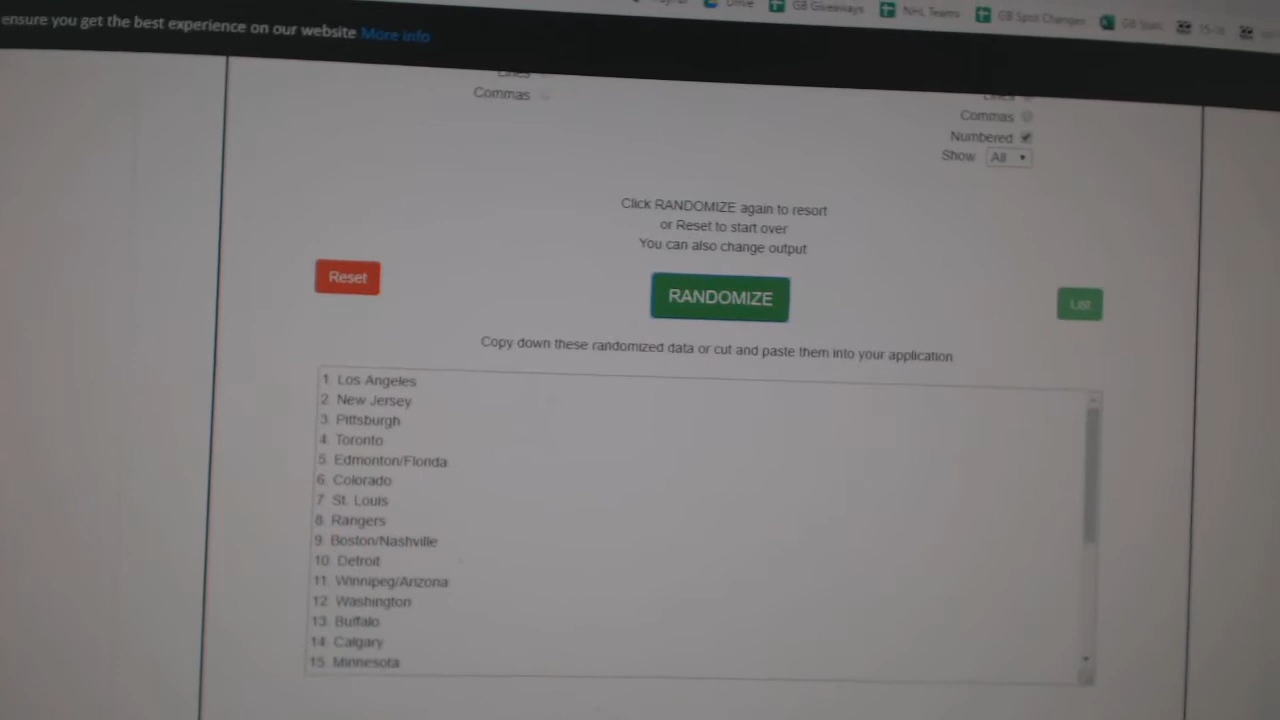 Drive GB Giveaways NHL Teams GB Spot Changes GB
ensure you get the best experience on our website More info
Lines
Commas
Lines
Commas
Numbered
Show All
Click RANDOMIZE again to resort
or Reset to start over
You can also change output
Reset
RANDOMIZE
List
Copy down these randomized data or cut and paste them into your application
1. Los Angeles
2. New Jersey
3. Pittsburgh
4. Toronto
5. Edmonton/Florida
6. Colorado
7. St. Louis
8. Rangers
9. Boston/Nashville
10. Detroit
11. Winnipeg/Arizona
12. Washington
13. Buffalo
14. Calgary
15. Minnesota